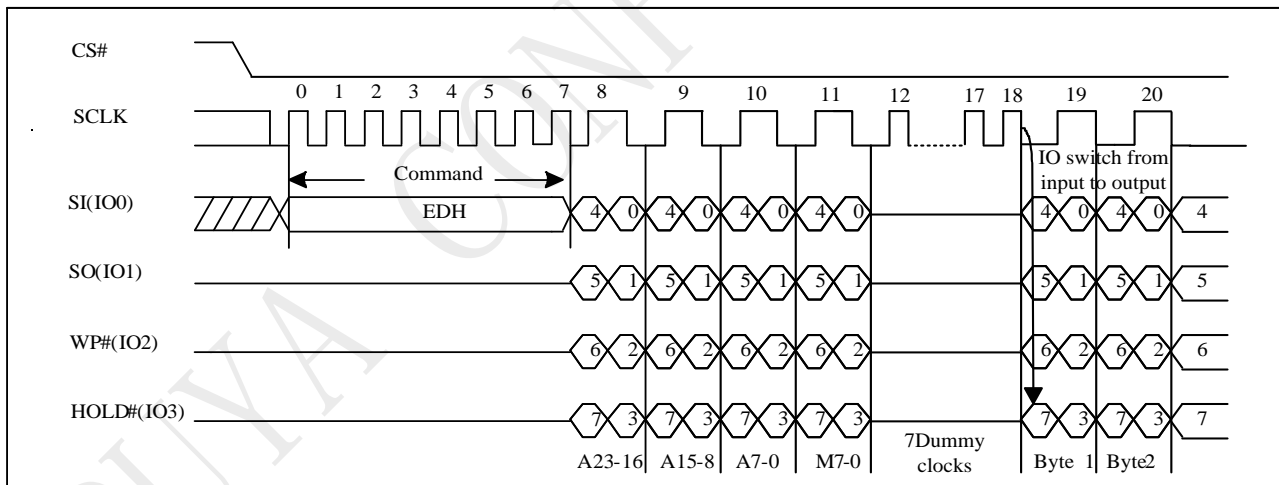 CS#
0 1 2 3 4 5 6 7 8 9 10 11 12 17 18 19 20
SCLK
Command
IO switch from
input to output
SI(IO0)
EDH
4 0 4 0 4 0 4 0 4 0 4 0 4
SO(IO1)
5 1 5 1 5 1 5 1 5 1 5 1 5
WP#(IO2)
6 2 6 2 6 2 6 2 6 2 6 2 6
HOLD#(IO3)
7 3 7 3 7 3 7 3 7 3 7 3 7
A23-16 A15-8 A7-0 M7-0
7Dummy
clocks
Byte 1 Byte2
PUYA CONF